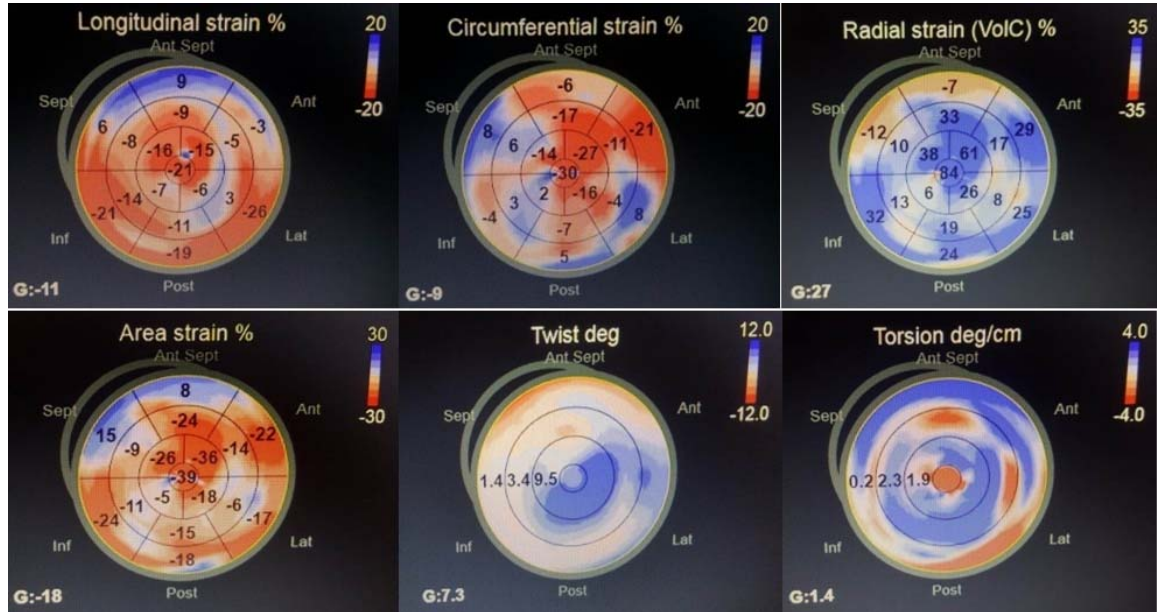 Longitudinal strain %
20
-20
Ant Sept
Sept
Ant
9
6
-3
-9
-8
-5
-16
-15
-21
-7
-6
-14
3
-21
-26
-11
-19
Inf
Lat
Post
G:-11
Circumferential strain %
20
-20
Ant Sept
Sept
Ant
-6
8
-21
-17
6
-11
-14
-27
-30
2
-16
3
-4
-4
8
-7
5
Inf
Lat
Post
G:-9
Radial strain (VolC) %
35
-35
Ant Sept
Sept
Ant
-7
-12
29
33
10
17
38
61
84
6
26
13
8
32
25
19
24
Inf
Lat
Post
G:27
Area strain %
30
-30
Ant Sept
Sept
Ant
8
15
-22
-24
-9
-14
-26
-36
-39
-5
-18
-11
-6
-24
-17
-15
-18
Inf
Lat
Post
G:-18
Twist deg
12.0
-12.0
Ant Sept
Sept
Ant
1.4 3.4 9.5
Inf
Lat
Post
G:7.3
Torsion deg/cm
4.0
-4.0
Ant Sept
Sept
Ant
0.2 2.3 1.9
Inf
Lat
Post
G:1.4